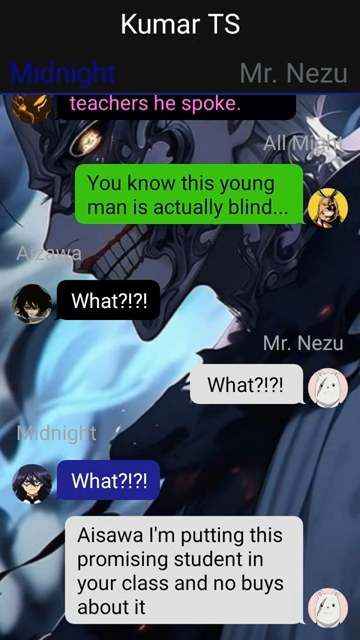 Kumar TS
Midnight
Mr. Nezu
teachers he spoke.
All Might
You know this young
man is actually blind...
Aizawa
What?!?!
Mr. Nezu
What?!?!
Midnight
What?!?!
Aisawa I'm putting this
promising student in
your class and no buys
about it